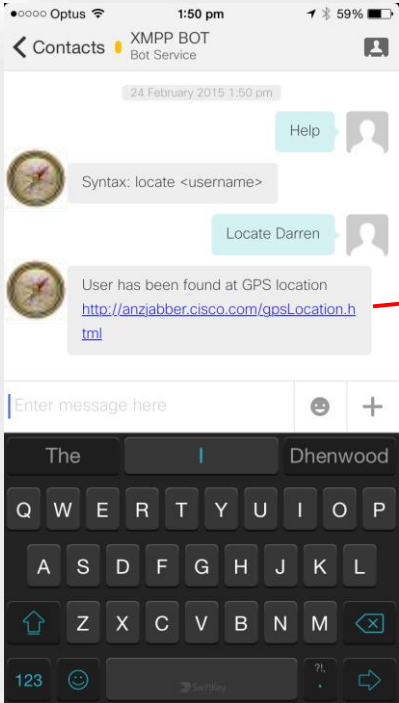 Optus 1:50 pm 59%
Contacts XMPP BOT
Bot Service
24 February 2015 1:50 pm
Help
Syntax: locate <username>
Locate Darren
User has been found at GPS location
http://anzjabber.cisco.com/gpsLocation.h
tml
Enter message here
The I Dhenwood
Q W E R T Y U I O P
A S D F G H J K L
Z X C V B N M
123 SwiftKey ?!,
.